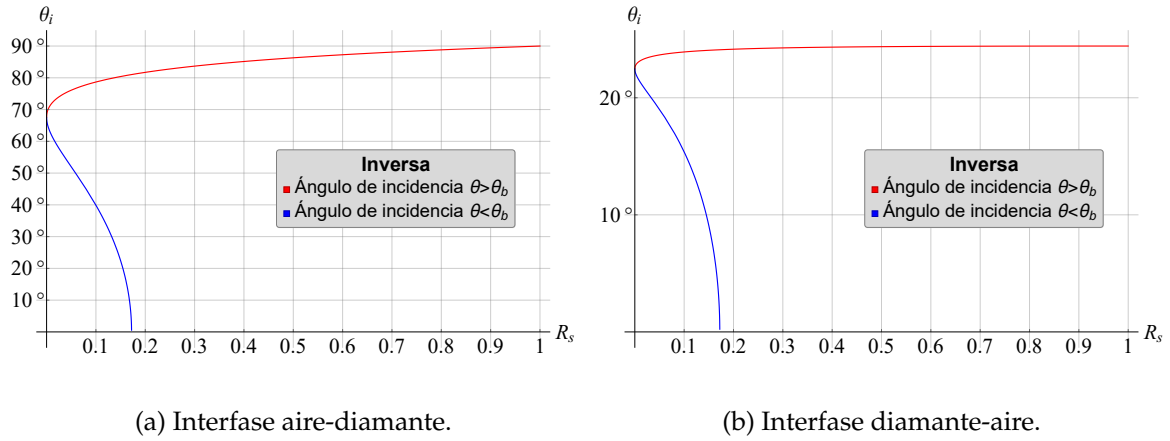 θi
90 °
80 °
70 °
60 °
50 °
40 °
30 °
20 °
10 °
0.1 0.2 0.3 0.4 0.5 0.6 0.7 0.8 0.9 1
Rs
Inversa
Ángulo de incidencia θ>θb
Ángulo de incidencia θ<θb
(a) Interfase aire-diamante.
θi
20 °
10 °
0.1 0.2 0.3 0.4 0.5 0.6 0.7 0.8 0.9 1
Rs
Inversa
Ángulo de incidencia θ>θb
Ángulo de incidencia θ<θb
(b) Interfase diamante-aire.